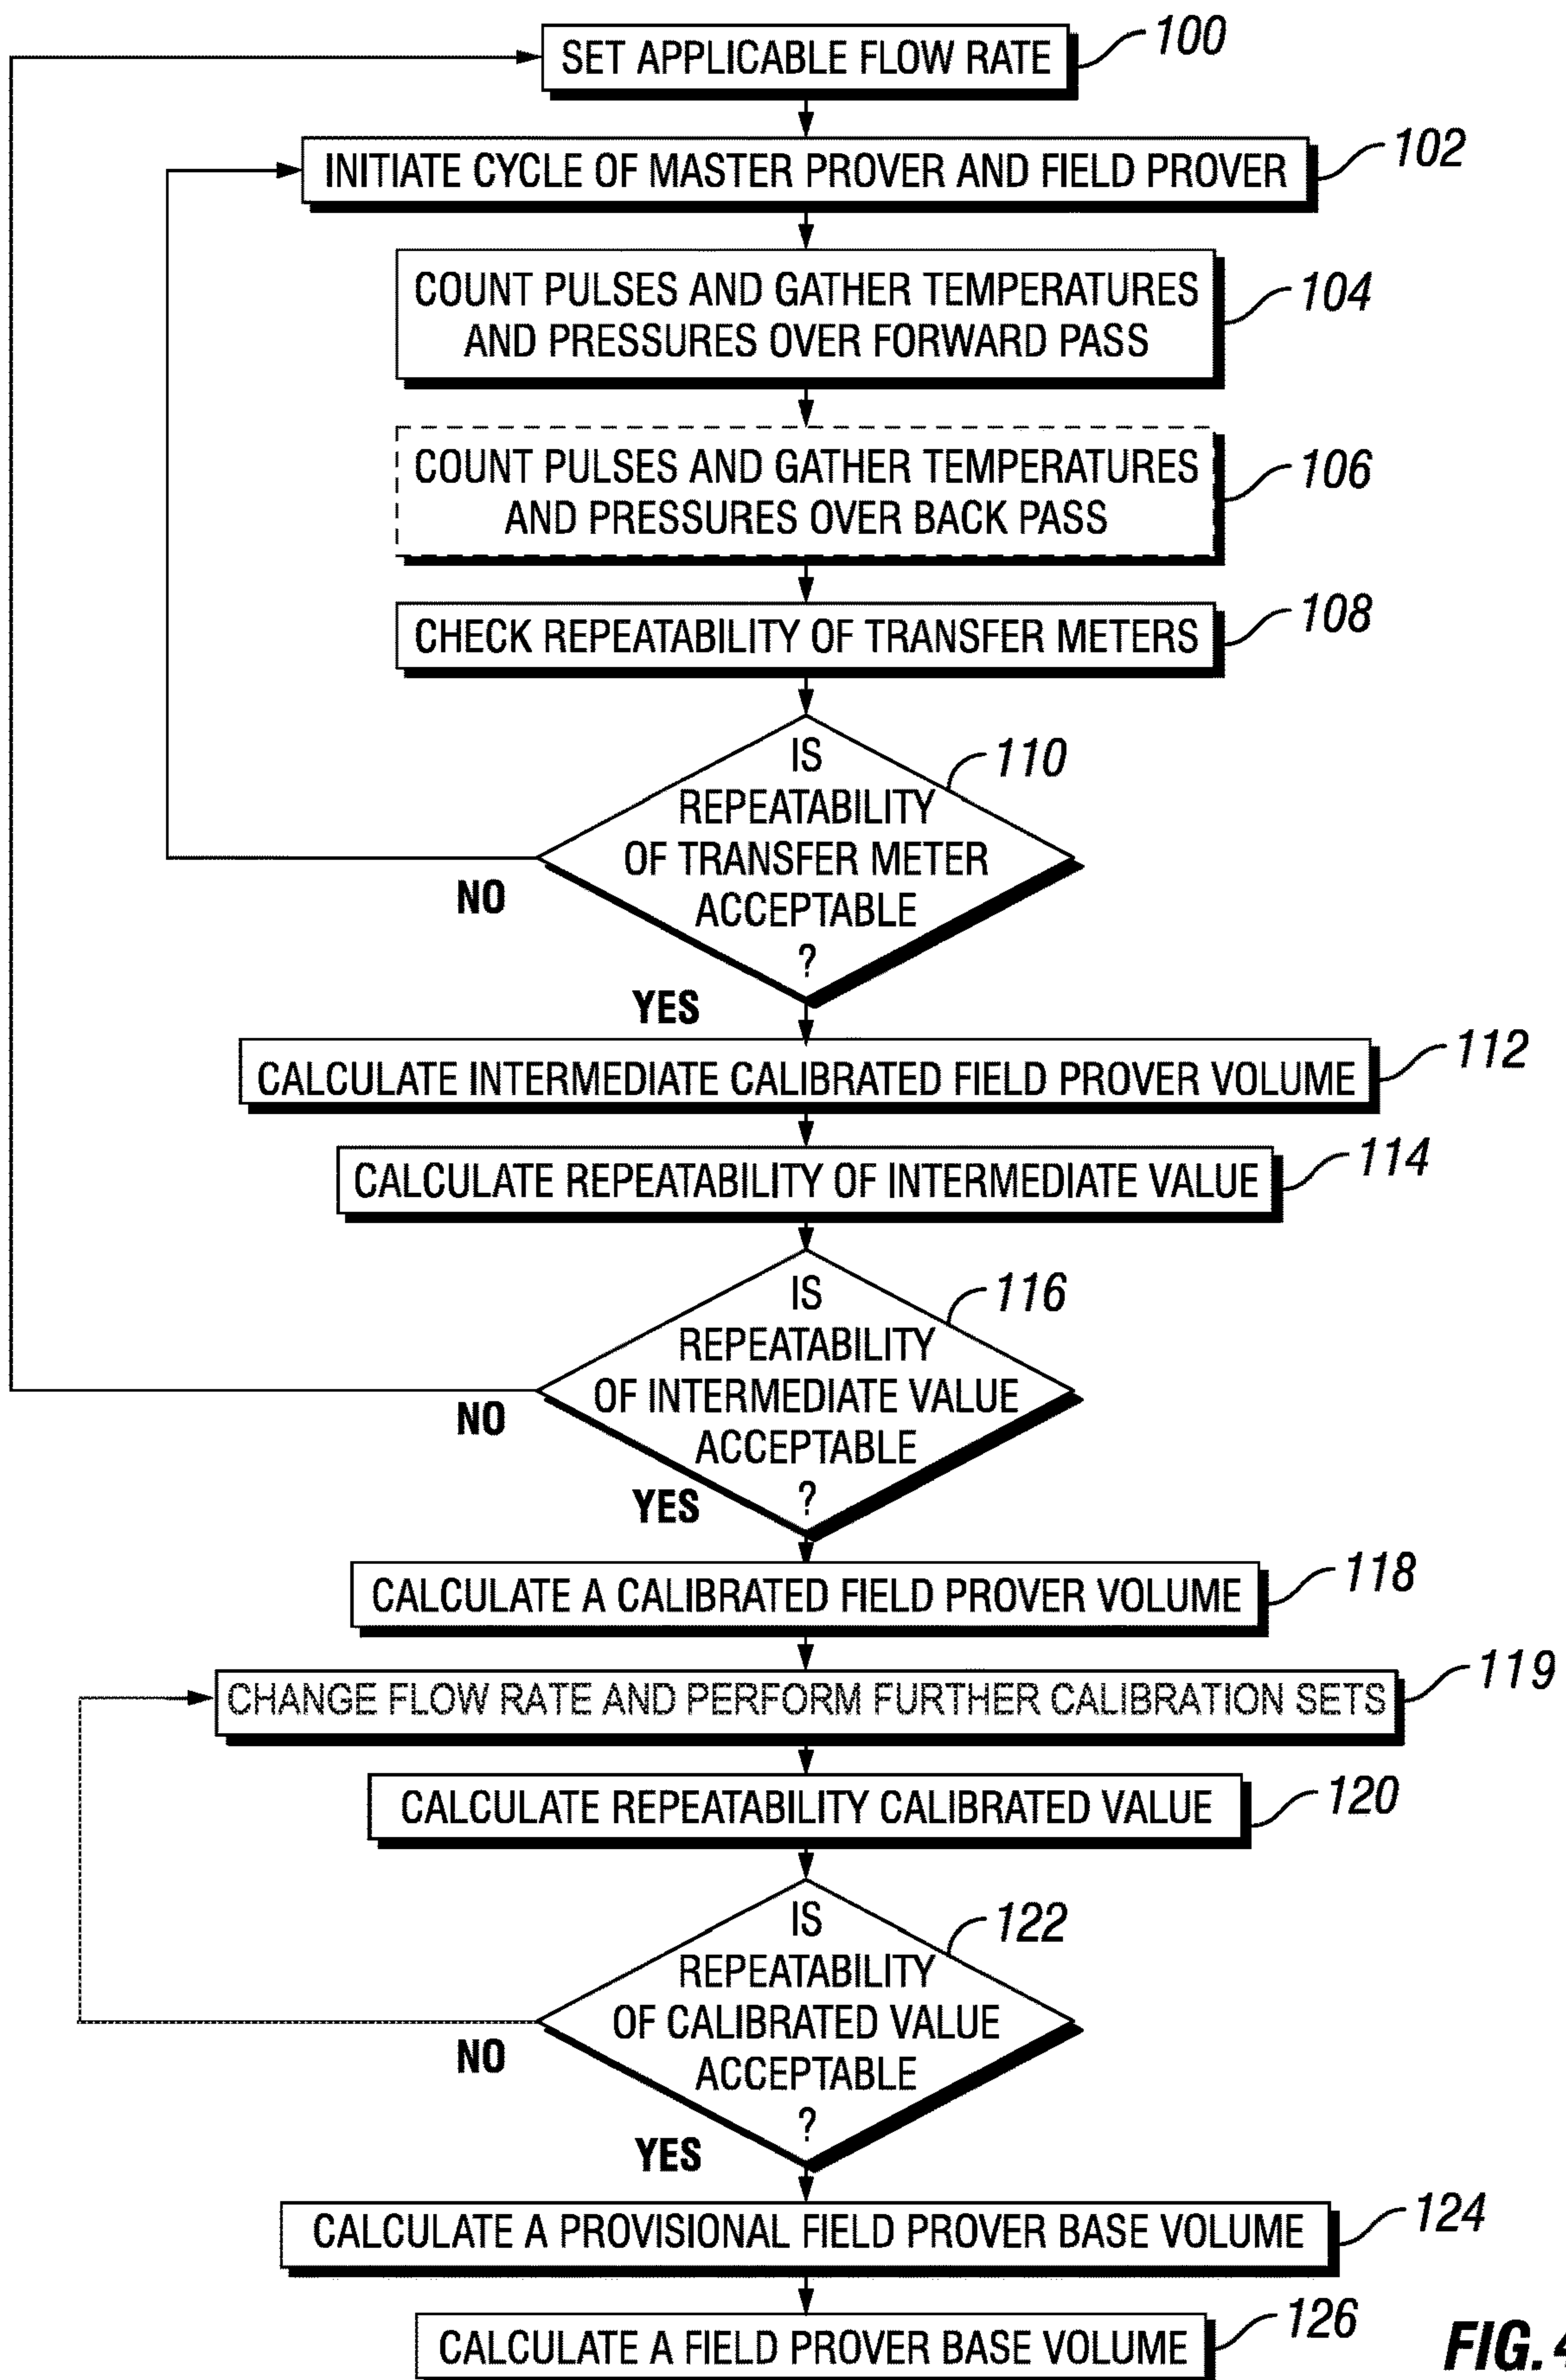 SET APPLICABLE FLOW RATE
100
INITIATE CYCLE OF MASTER PROVER AND FIELD PROVER
102
COUNT PULSES AND GATHER TEMPERATURES
AND PRESSURES OVER FORWARD PASS
104
COUNT PULSES AND GATHER TEMPERATURES
AND PRESSURES OVER BACK PASS
106
CHECK REPEATABILITY OF TRANSFER METERS
108
IS
REPEATABILITY
OF TRANSFER METER
ACCEPTABLE
?
110
NO
YES
CALCULATE INTERMEDIATE CALIBRATED FIELD PROVER VOLUME
112
CALCULATE REPEATABILITY OF INTERMEDIATE VALUE
114
IS
REPEATABILITY
OF INTERMEDIATE VALUE
ACCEPTABLE
?
116
NO
YES
CALCULATE A CALIBRATED FIELD PROVER VOLUME
118
CHANGE FLOW RATE AND PERFORM FURTHER CALIBRATION SETS
119
CALCULATE REPEATABILITY CALIBRATED VALUE
120
IS
REPEATABILITY
OF CALIBRATED VALUE
ACCEPTABLE
?
122
NO
YES
CALCULATE A PROVISIONAL FIELD PROVER BASE VOLUME
124
CALCULATE A FIELD PROVER BASE VOLUME
126
FIG. 4